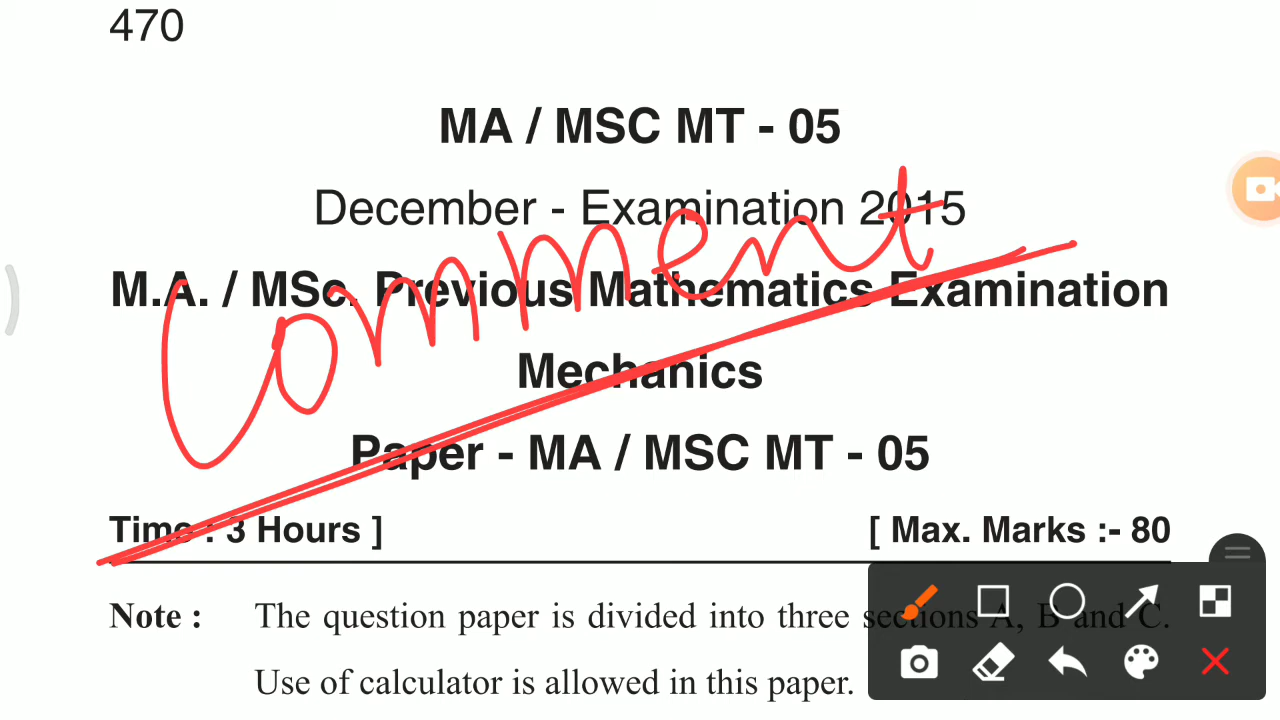 470
MA / MSC MT - 05
December - Examination 2015
M.A. / MSc. Previous Mathematics Examination
Comment
Mechanics
Paper - MA / MSC MT - 05
Time : 3 Hours ] [ Max. Marks :- 80
Note : The question paper is divided into three sections A, B and C.
Use of calculator is allowed in this paper.